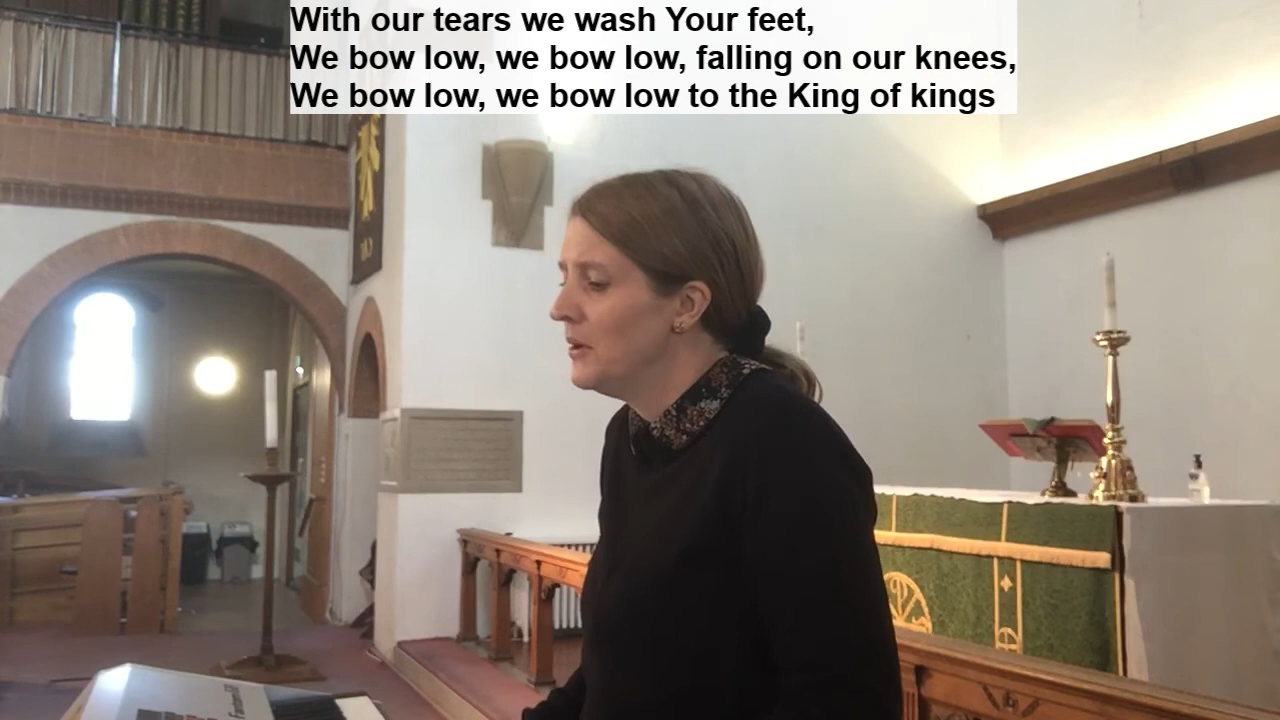 With our tears we wash Your feet,
We bow low, we bow low, falling on our knees,
We bow low, we bow low to the King of kings